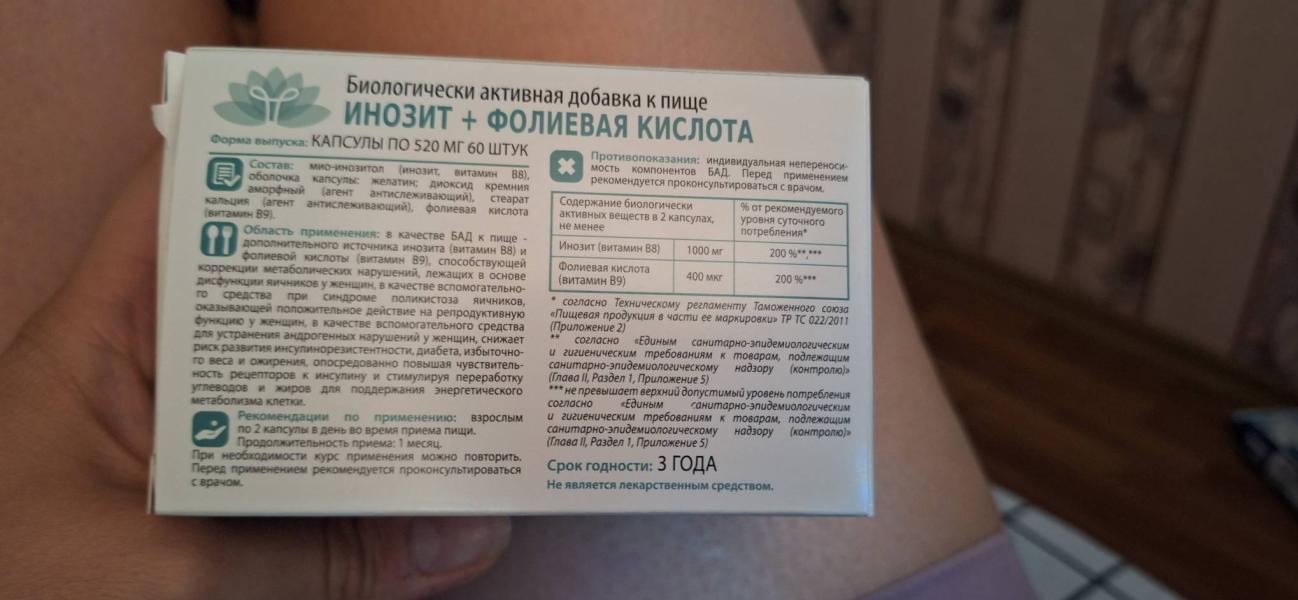 Биологически активная добавка к пище
ИНОЗИТ + ФОЛИЕВАЯ КИСЛОТА
Форма выпуска: КАПСУЛЫ ПО 520 МГ 60 ШТУК
Состав: мио-инозитол (инозит, витамин В8),
оболочка капсулы: желатин; диоксид кремния
аморфный (агент антислеживающий), стеарат
кальция (агент антислеживающий), фолиевая кислота
(витамин В9).
Область применения: в качестве БАД к пище -
дополнительного источника инозита (витамина В8) и
фолиевой кислоты (витамин В9), способствующей
коррекции метаболических нарушений, лежащих в основе
дисфункции яичников у женщин, в качестве вспомогательно-
го средства при синдроме поликистоза яичников,
оказывающей положительное действие на репродуктивную
функцию у женщин, в качестве вспомогательного средства
для устранения андрогенных нарушений у женщин, снижает
риск развития инсулинорезистентности, диабета, избыточно-
го веса и ожирения, опосредованно повышая чувствитель-
ность рецепторов к инсулину и стимулируя переработку
углеводов и жиров для поддержания энергетического
метаболизма клетки.
Рекомендации по применению: взрослым
по 2 капсулы в день во время приема пищи.
Продолжительность приема: 1 месяц.
При необходимости курс применения можно повторить.
Перед применением рекомендуется проконсультироваться
с врачом.
Противопоказания: индивидуальная непереноси-
мость компонентов БАД. Перед применением
рекомендуется проконсультироваться с врачом.
Содержание биологически
активных веществ в 2 капсулах,
не менее
% от рекомендуемого
уровня суточного
потребления*
Инозит (витамин В8) 1000 мг 200 %**,***
Фолиевая кислота
(витамин В9) 400 мкг 200 %***
* согласно Техническому регламенту Таможенного союза
«Пищевая продукция в части ее маркировки» ТР ТС 022/2011
(Приложение 2)
** согласно «Единым санитарно-эпидемиологическим
и гигиеническим требованиям к товарам, подлежащим
санитарно-эпидемиологическому надзору (контролю)»
(Глава II, Раздел 1, Приложение 5)
*** не превышает верхний допустимый уровень потребления
согласно «Единым санитарно-эпидемиологическим
и гигиеническим требованиям к товарам, подлежащим
санитарно-эпидемиологическому надзору (контролю)»
(Глава II, Раздел 1, Приложение 5)
Срок годности: 3 ГОДА
Не является лекарственным средством.